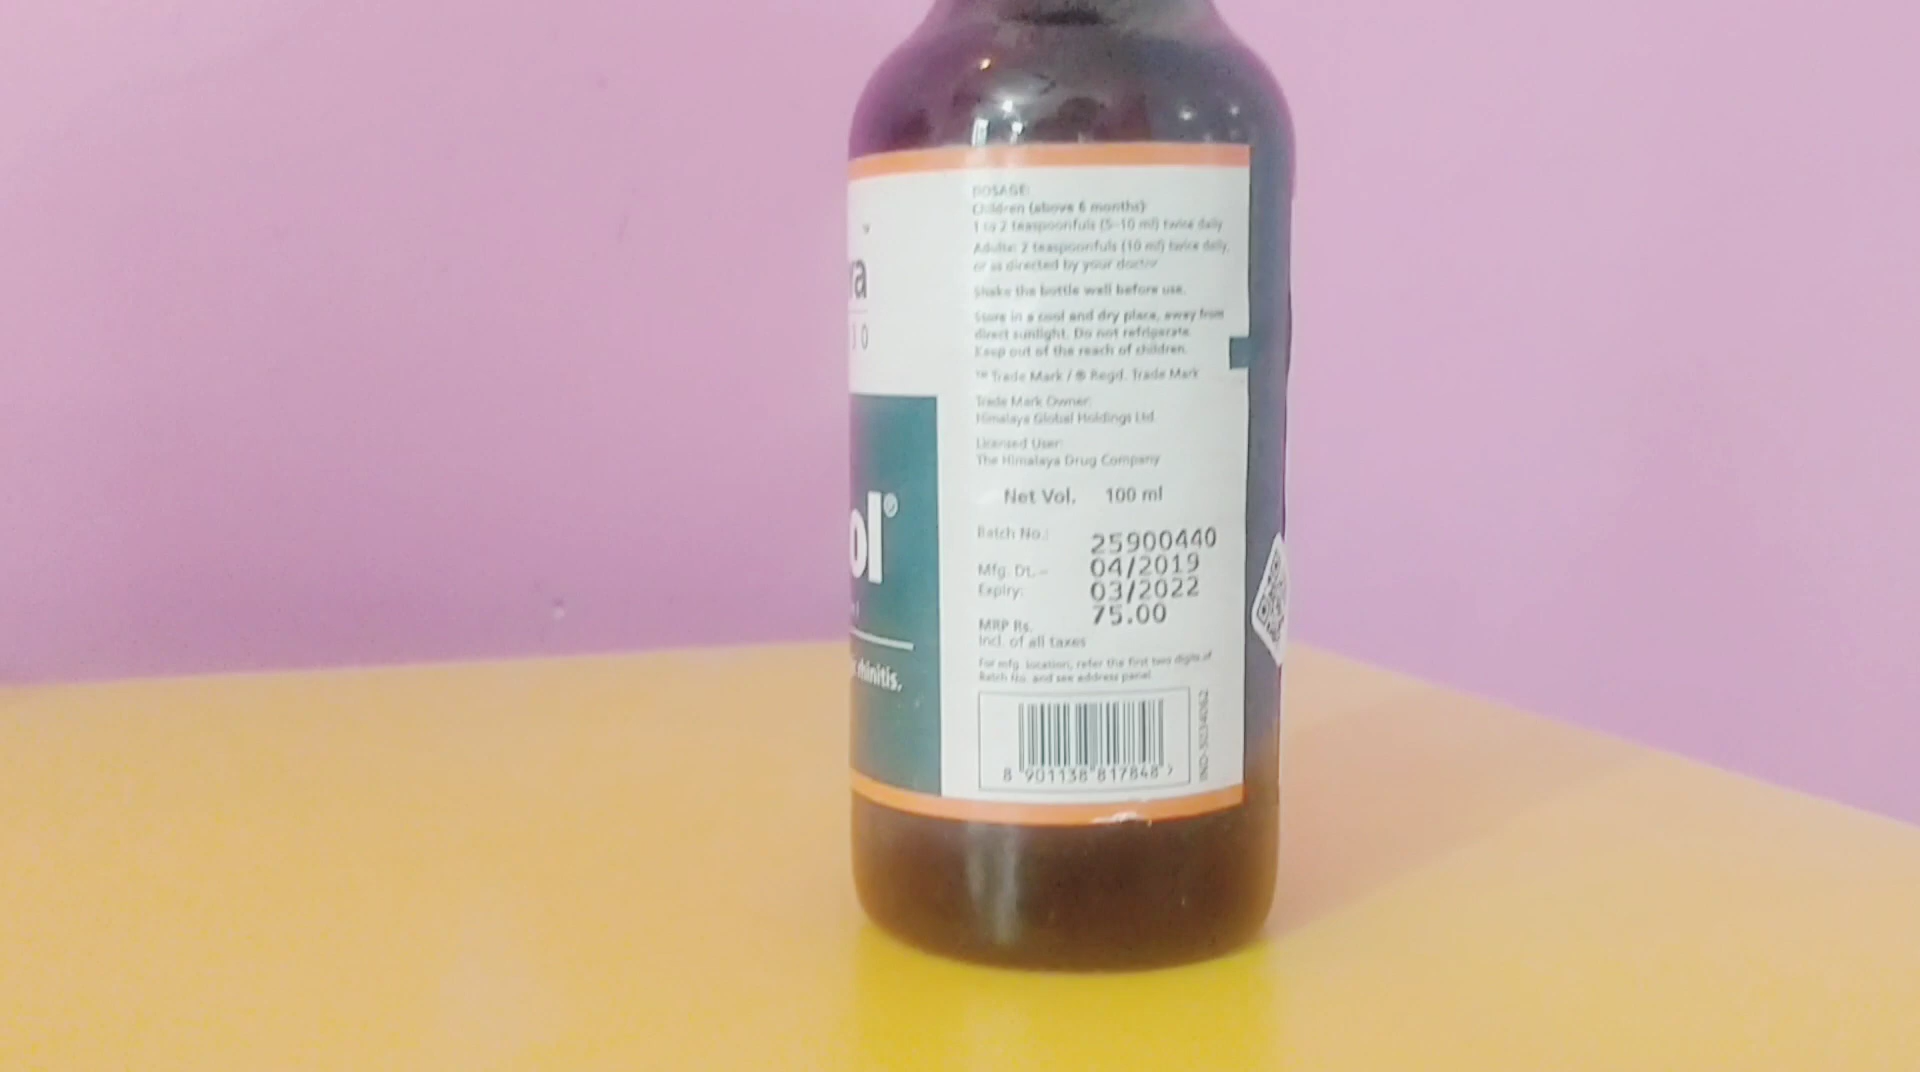 va
30
ol®
rhinitis,
DOSAGE:
Children (above 6 months):
1 to 2 teaspoonfuls (5-10 ml) twice daily
Adults: 2 teaspoonfuls (10 ml) twice daily,
or as directed by your doctor
Shake the bottle well before use.
Store in a cool and dry place, away from
direct sunlight. Do not refrigerate.
Keep out of the reach of children.
™ Trade Mark / ® Regd. Trade Mark
Trade Mark Owner:
Himalaya Global Holdings Ltd.
Licensed User:
The Himalaya Drug Company
Net Vol. 100 ml
Batch No.: 25900440
Mfg. Dt.– 04/2019
Expiry: 03/2022
75.00
MRP Rs.
Incl. of all taxes
For mfg. location, refer the first two digits of
Batch No. and see address panel.
8 901138 817848 >